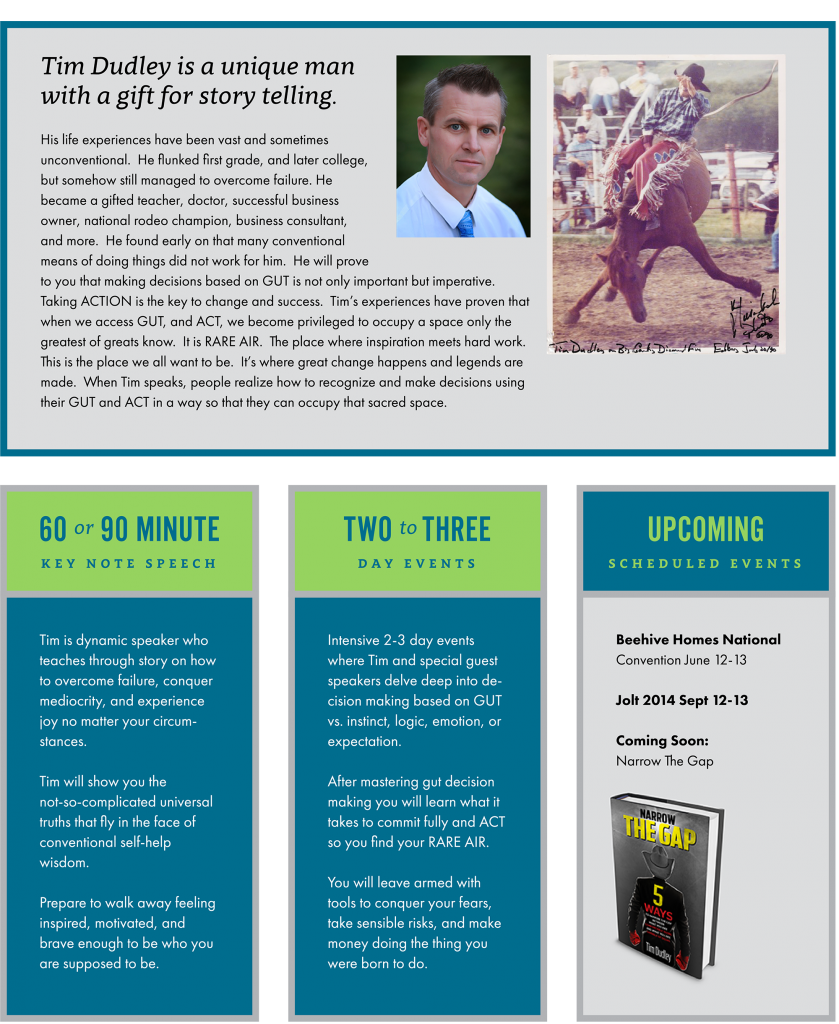 Tim Dudley is a unique man
with a gift for story telling.
His life experiences have been vast and sometimes
unconventional. He flunked first grade, and later college,
but somehow still managed to overcome failure. He
became a gifted teacher, doctor, successful business
owner, national rodeo champion, business consultant,
and more. He found early on that many conventional
means of doing things did not work for him. He will prove
to you that making decisions based on GUT is not only important but imperative.
Taking ACTION is the key to change and success. Tim's experiences have proven that
when we access GUT, and ACT, we become privileged to occupy a space only the
greatest of greats know. It is RARE AIR. The place where inspiration meets hard work.
This is the place we all want to be. It's where great change happens and legends are
made. When Tim speaks, people realize how to recognize and make decisions using
their GUT and ACT in a way so that they can occupy that sacred space.
Tim Dudley on
60 or 90 MINUTE
KEY NOTE SPEECH
Tim is dynamic speaker who
teaches through story on how
to overcome failure, conquer
mediocrity, and experience
joy no matter your circum-
stances.
Tim will show you the
not-so-complicated universal
truths that fly in the face of
conventional self-help
wisdom.
Prepare to walk away feeling
inspired, motivated, and
brave enough to be who you
are supposed to be.
TWO to THREE
DAY EVENTS
Intensive 2-3 day events
where Tim and special guest
speakers delve deep into de-
cision making based on GUT
vs. instinct, logic, emotion, or
expectation.
After mastering gut decision
making you will learn what it
takes to commit fully and ACT
so you find your RARE AIR.
You will leave armed with
tools to conquer your fears,
take sensible risks, and make
money doing the thing you
were born to do.
UPCOMING
SCHEDULED EVENTS
Beehive Homes National
Convention June 12-13
Jolt 2014 Sept 12-13
Coming Soon:
Narrow The Gap
NARROW
THE GAP
5
WAYS
Tim Dudley